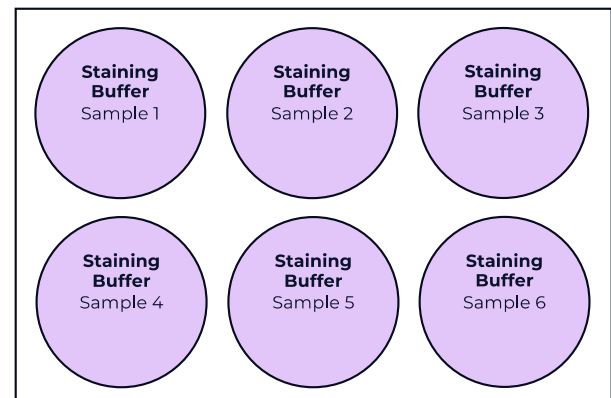 Staining
Buffer
Sample 1
Staining
Buffer
Sample 2
Staining
Buffer
Sample 3
Staining
Buffer
Sample 4
Staining
Buffer
Sample 5
Staining
Buffer
Sample 6